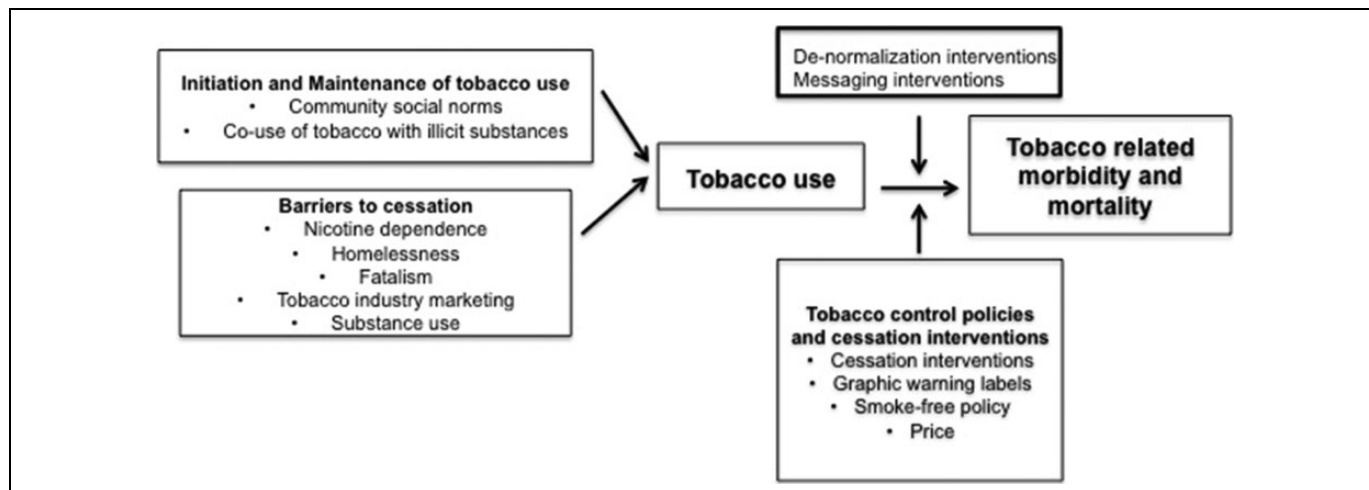 Initiation and Maintenance of tobacco use
• Community social norms
• Co-use of tobacco with illicit substances
Barriers to cessation
• Nicotine dependence
• Homelessness
• Fatalism
• Tobacco industry marketing
• Substance use
Tobacco use
De-normalization interventions
Messaging interventions
Tobacco related
morbidity and
mortality
Tobacco control policies
and cessation interventions
• Cessation interventions
• Graphic warning labels
• Smoke-free policy
• Price